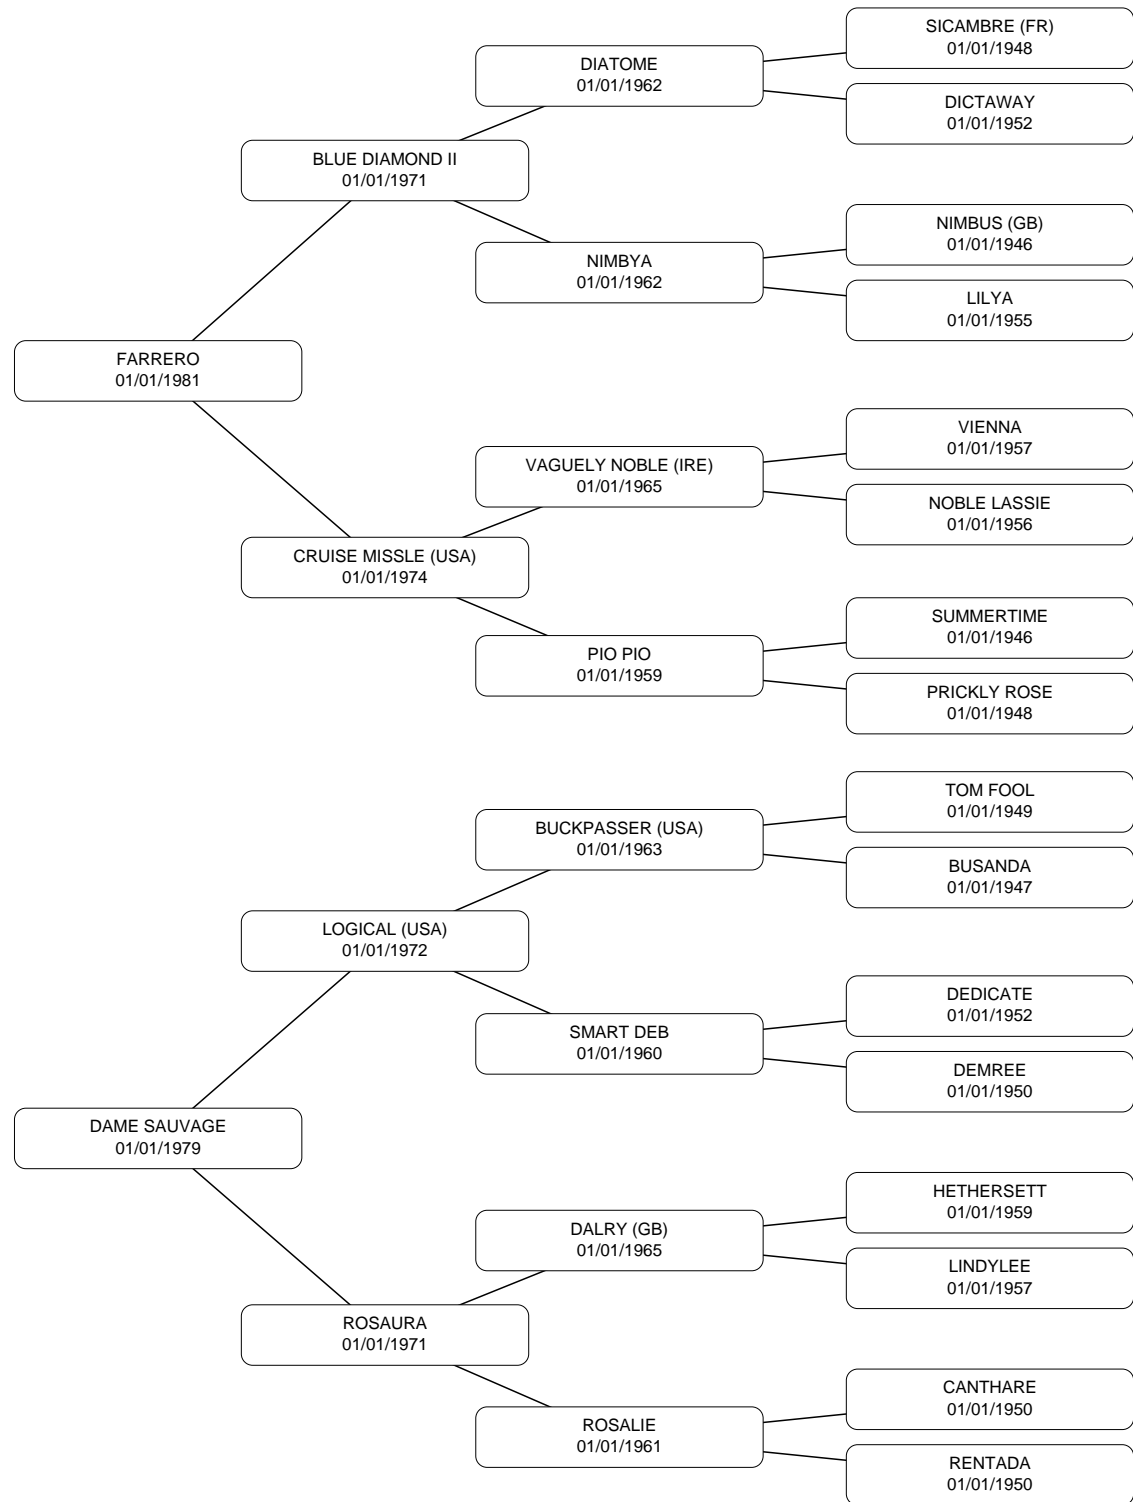 SICAMBRE (FR)
01/01/1948
DIATOME
01/01/1962
DICTAWAY
01/01/1952
BLUE DIAMOND II
01/01/1971
NIMBUS (GB)
01/01/1946
NIMBYA
01/01/1962
LILYA
01/01/1955
FARRERO
01/01/1981
VIENNA
01/01/1957
VAGUELY NOBLE (IRE)
01/01/1965
NOBLE LASSIE
01/01/1956
CRUISE MISSLE (USA)
01/01/1974
SUMMERTIME
01/01/1946
PIO PIO
01/01/1959
PRICKLY ROSE
01/01/1948
TOM FOOL
01/01/1949
BUCKPASSER (USA)
01/01/1963
BUSANDA
01/01/1947
LOGICAL (USA)
01/01/1972
DEDICATE
01/01/1952
SMART DEB
01/01/1960
DEMREE
01/01/1950
DAME SAUVAGE
01/01/1979
HETHERSETT
01/01/1959
DALRY (GB)
01/01/1965
LINDYLEE
01/01/1957
ROSAURA
01/01/1971
CANTHARE
01/01/1950
ROSALIE
01/01/1961
RENTADA
01/01/1950